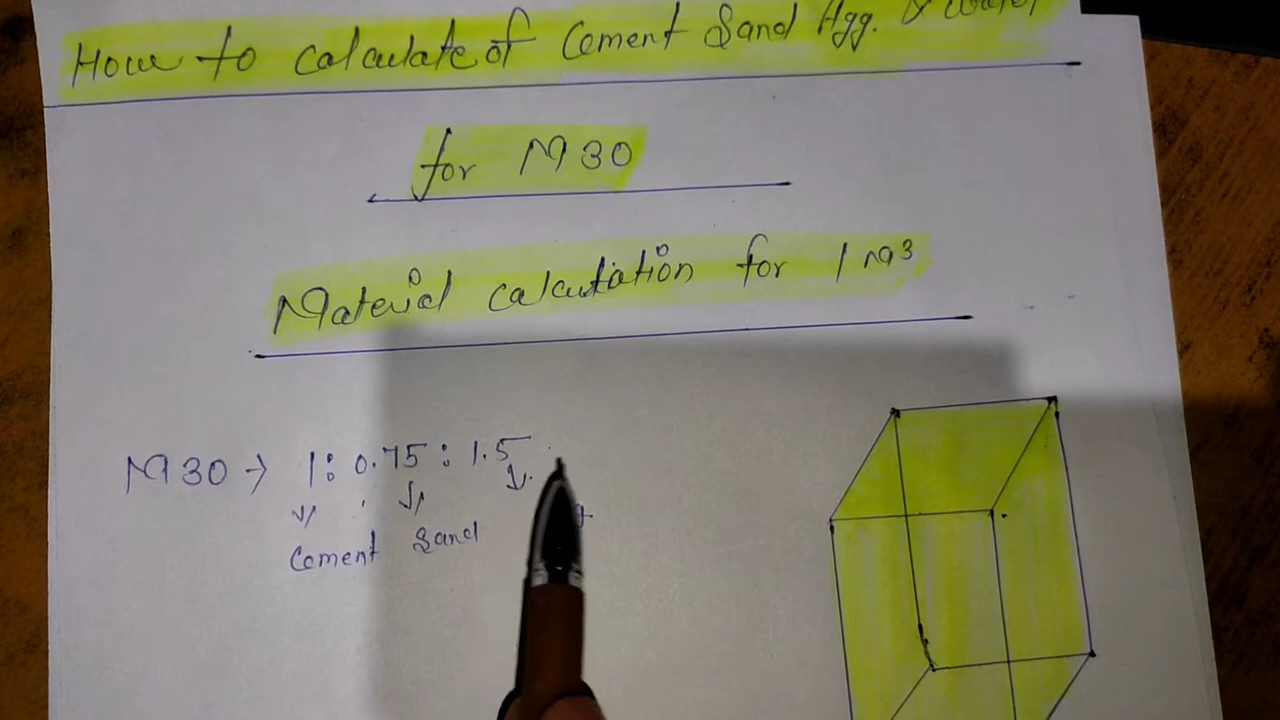 How to calculate of Cement Sand Agg. & water
for M30
Material calculation for 1 m³
M30 → 1 : 0.75 : 1.5
Cement Sand